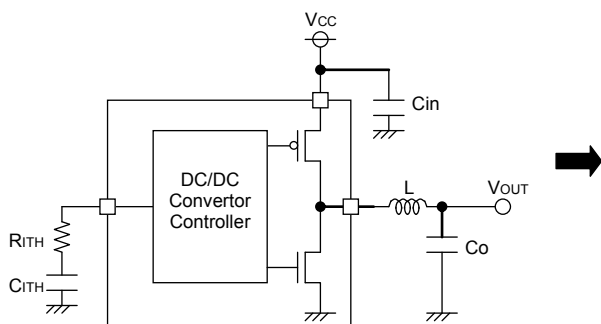 VCC
Cin
DC/DC
Convertor
Controller
L
VOUT
RITH
Co
CITH